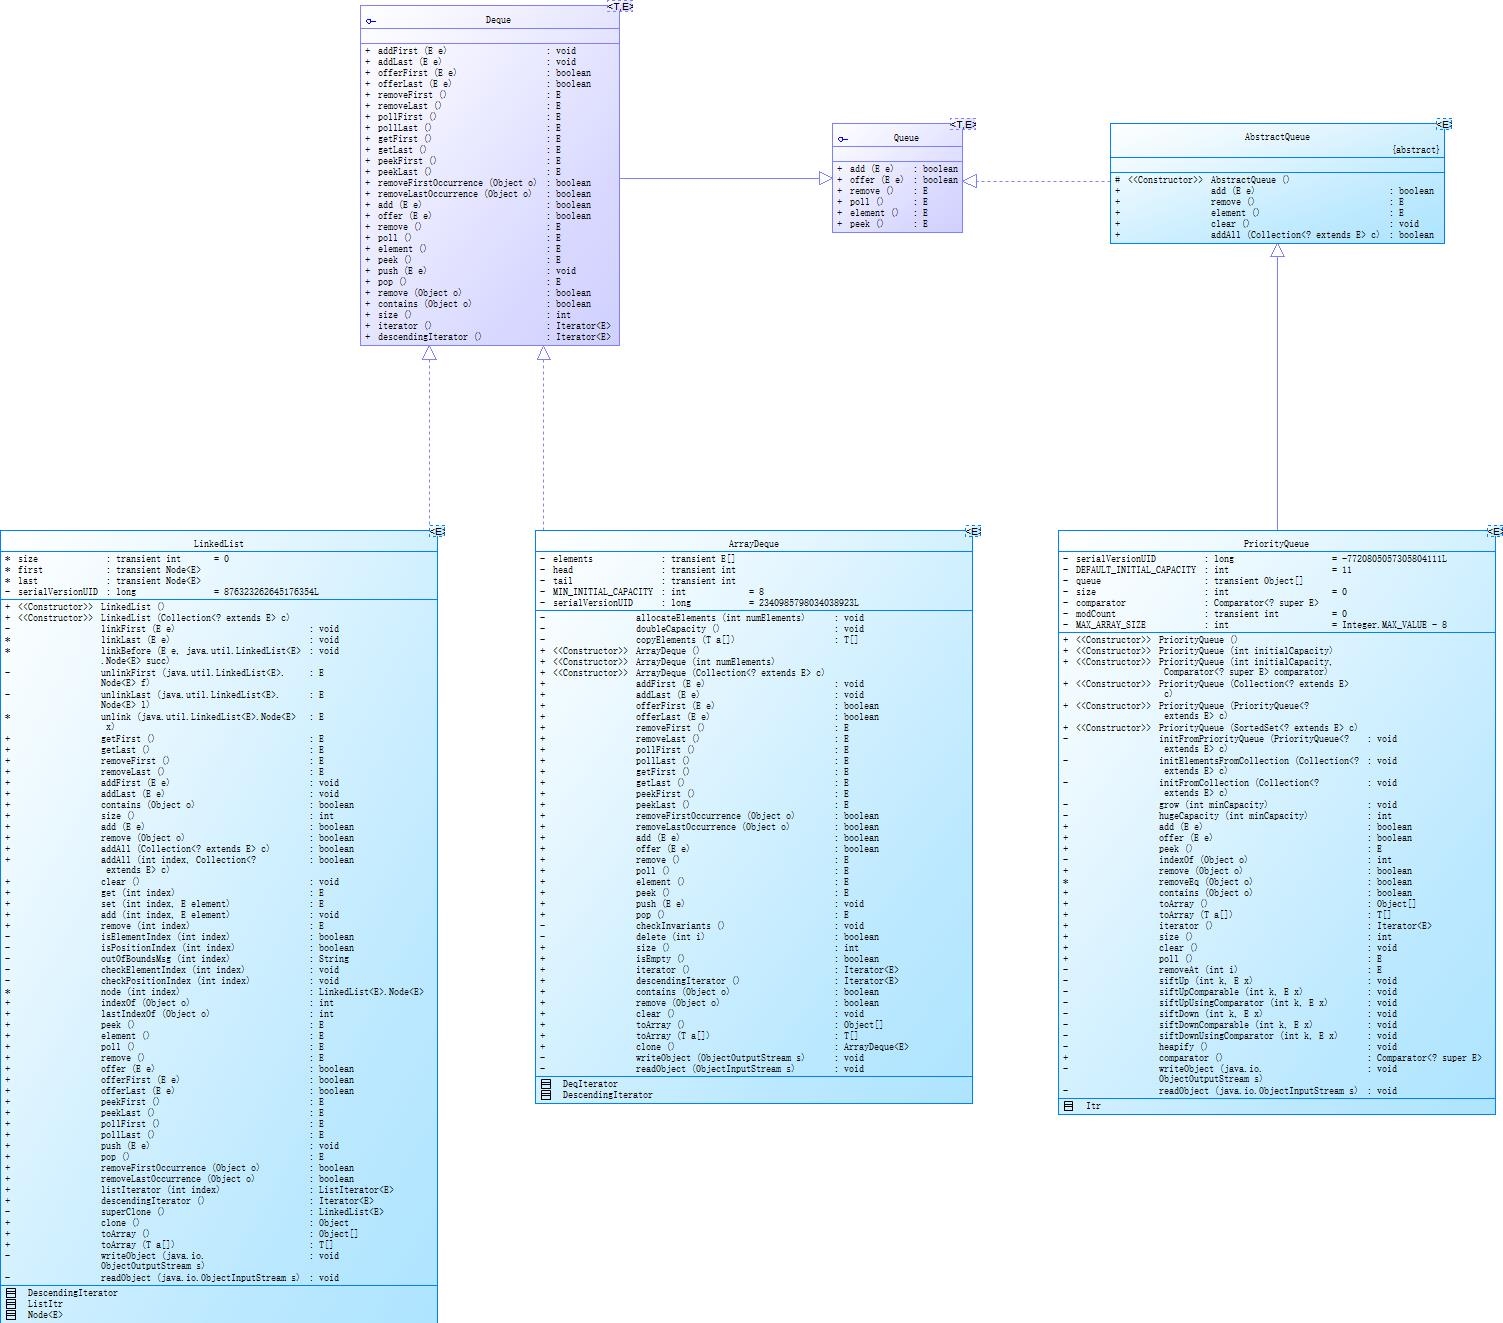 <T,E>
Deque
+ addFirst (E e) : void
+ addLast (E e) : void
+ offerFirst (E e) : boolean
+ offerLast (E e) : boolean
+ removeFirst () : E
+ removeLast () : E
+ pollFirst () : E
+ pollLast () : E
+ getFirst () : E
+ getLast () : E
+ peekFirst () : E
+ peekLast () : E
+ removeFirstOccurrence (Object o) : boolean
+ removeLastOccurrence (Object o) : boolean
+ add (E e) : boolean
+ offer (E e) : boolean
+ remove () : E
+ poll () : E
+ element () : E
+ peek () : E
+ push (E e) : void
+ pop () : E
+ remove (Object o) : boolean
+ contains (Object o) : boolean
+ size () : int
+ iterator () : Iterator<E>
+ descendingIterator () : Iterator<E>
<T,E>
Queue
+ add (E e) : boolean
+ offer (E e) : boolean
+ remove () : E
+ poll () : E
+ element () : E
+ peek () : E
<E>
AbstractQueue
{abstract}
# <<Constructor>> AbstractQueue ()
+ add (E e) : boolean
+ remove () : E
+ element () : E
+ clear () : void
+ addAll (Collection<? extends E> c) : boolean
<E>
LinkedList
* size : transient int = 0
* first : transient Node<E>
* last : transient Node<E>
- serialVersionUID : long = 876323262645176354L
+ <<Constructor>> LinkedList ()
+ <<Constructor>> LinkedList (Collection<? extends E> c)
- linkFirst (E e) : void
* linkLast (E e) : void
* linkBefore (E e, java.util.LinkedList<E> : void
.Node<E> succ)
- unlinkFirst (java.util.LinkedList<E>. : E
Node<E> f)
- unlinkLast (java.util.LinkedList<E>. : E
Node<E> l)
* unlink (java.util.LinkedList<E>.Node<E> : E
x)
+ getFirst () : E
+ getLast () : E
+ removeFirst () : E
+ removeLast () : E
+ addFirst (E e) : void
+ addLast (E e) : void
+ contains (Object o) : boolean
+ size () : int
+ add (E e) : boolean
+ remove (Object o) : boolean
+ addAll (Collection<? extends E> c) : boolean
+ addAll (int index, Collection<? : boolean
extends E> c)
+ clear () : void
+ get (int index) : E
+ set (int index, E element) : E
+ add (int index, E element) : void
+ remove (int index) : E
- isElementIndex (int index) : boolean
- isPositionIndex (int index) : boolean
- outOfBoundsMsg (int index) : String
- checkElementIndex (int index) : void
- checkPositionIndex (int index) : void
* node (int index) : LinkedList<E>.Node<E>
+ indexOf (Object o) : int
+ lastIndexOf (Object o) : int
+ peek () : E
+ element () : E
+ poll () : E
+ remove () : E
+ offer (E e) : boolean
+ offerFirst (E e) : boolean
+ offerLast (E e) : boolean
+ peekFirst () : E
+ peekLast () : E
+ pollFirst () : E
+ pollLast () : E
+ push (E e) : void
+ pop () : E
+ removeFirstOccurrence (Object o) : boolean
+ removeLastOccurrence (Object o) : boolean
+ listIterator (int index) : ListIterator<E>
+ descendingIterator () : Iterator<E>
- superClone () : LinkedList<E>
+ clone () : Object
+ toArray () : Object[]
+ toArray (T a[]) : T[]
- writeObject (java.io. : void
ObjectOutputStream s)
- readObject (java.io.ObjectInputStream s) : void
DescendingIterator
ListItr
Node<E>
<E>
ArrayDeque
- elements : transient E[]
- head : transient int
- tail : transient int
- MIN_INITIAL_CAPACITY : int = 8
- serialVersionUID : long = 2340985798034038923L
- allocateElements (int numElements) : void
- doubleCapacity () : void
- copyElements (T a[]) : T[]
+ <<Constructor>> ArrayDeque ()
+ <<Constructor>> ArrayDeque (int numElements)
+ <<Constructor>> ArrayDeque (Collection<? extends E> c)
+ addFirst (E e) : void
+ addLast (E e) : void
+ offerFirst (E e) : boolean
+ offerLast (E e) : boolean
+ removeFirst () : E
+ removeLast () : E
+ pollFirst () : E
+ pollLast () : E
+ getFirst () : E
+ getLast () : E
+ peekFirst () : E
+ peekLast () : E
+ removeFirstOccurrence (Object o) : boolean
+ removeLastOccurrence (Object o) : boolean
+ add (E e) : boolean
+ offer (E e) : boolean
+ remove () : E
+ poll () : E
+ element () : E
+ peek () : E
+ push (E e) : void
+ pop () : E
- checkInvariants () : void
- delete (int i) : boolean
+ size () : int
+ isEmpty () : boolean
+ iterator () : Iterator<E>
+ descendingIterator () : Iterator<E>
+ contains (Object o) : boolean
+ remove (Object o) : boolean
+ clear () : void
+ toArray () : Object[]
+ toArray (T a[]) : T[]
+ clone () : ArrayDeque<E>
- writeObject (ObjectOutputStream s) : void
- readObject (ObjectInputStream s) : void
DeqIterator
DescendingIterator
<E>
PriorityQueue
- serialVersionUID : long = -7720805057305804111L
- DEFAULT_INITIAL_CAPACITY : int = 11
- queue : transient Object[]
- size : int = 0
- comparator : Comparator<? super E>
- modCount : transient int = 0
- MAX_ARRAY_SIZE : int = Integer.MAX_VALUE - 8
+ <<Constructor>> PriorityQueue ()
+ <<Constructor>> PriorityQueue (int initialCapacity)
+ <<Constructor>> PriorityQueue (int initialCapacity,
Comparator<? super E> comparator)
+ <<Constructor>> PriorityQueue (Collection<? extends E>
c)
+ <<Constructor>> PriorityQueue (PriorityQueue<?
extends E> c)
+ <<Constructor>> PriorityQueue (SortedSet<? extends E> c)
- initFromPriorityQueue (PriorityQueue<? : void
extends E> c)
- initElementsFromCollection (Collection<? : void
extends E> c)
- initFromCollection (Collection<? : void
extends E> c)
- grow (int minCapacity) : void
- hugeCapacity (int minCapacity) : int
+ add (E e) : boolean
+ offer (E e) : boolean
+ peek () : E
- indexOf (Object o) : int
+ remove (Object o) : boolean
* removeEq (Object o) : boolean
+ contains (Object o) : boolean
+ toArray () : Object[]
+ toArray (T a[]) : T[]
+ iterator () : Iterator<E>
+ size () : int
+ clear () : void
+ poll () : E
- removeAt (int i) : E
- siftUp (int k, E x) : void
- siftUpComparable (int k, E x) : void
- siftUpUsingComparator (int k, E x) : void
- siftDown (int k, E x) : void
- siftDownComparable (int k, E x) : void
- siftDownUsingComparator (int k, E x) : void
- heapify () : void
+ comparator () : Comparator<? super E>
- writeObject (java.io. : void
ObjectOutputStream s)
- readObject (java.io.ObjectInputStream s) : void
Itr